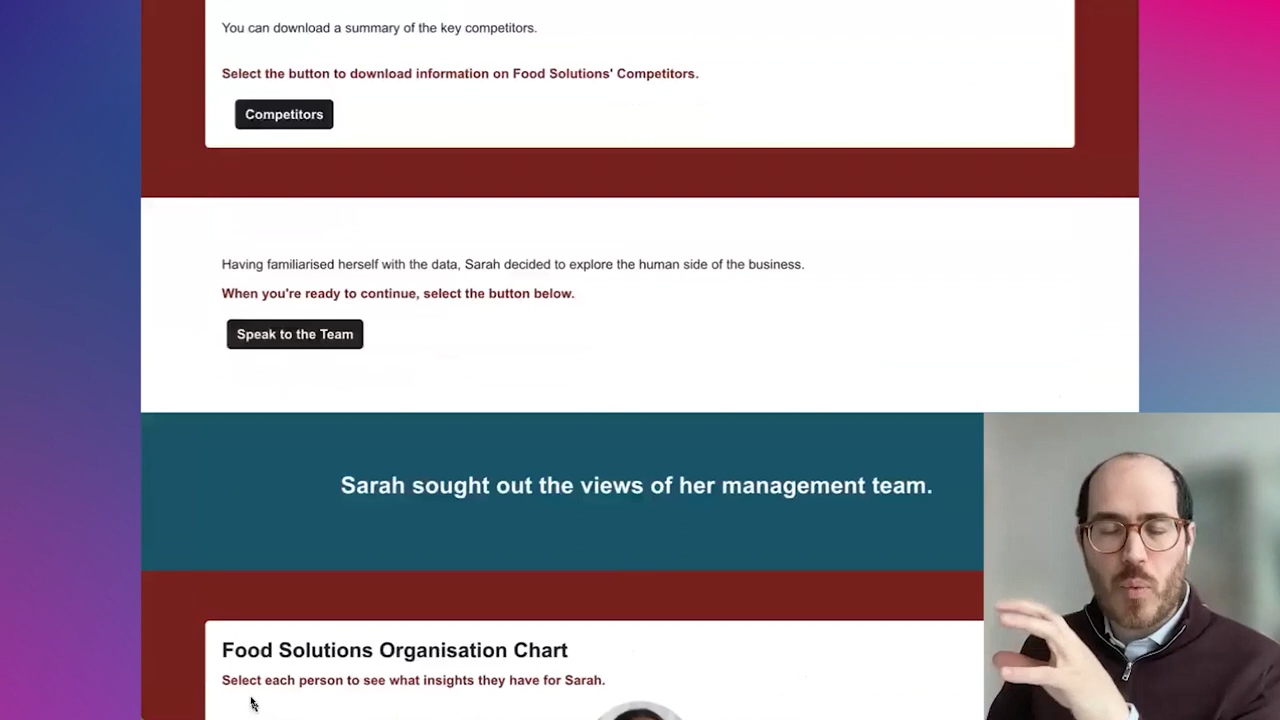 You can download a summary of the key competitors.
Select the button to download information on Food Solutions' Competitors.
Competitors
Having familiarised herself with the data, Sarah decided to explore the human side of the business.
When you're ready to continue, select the button below.
Speak to the Team
Sarah sought out the views of her management team.
Food Solutions Organisation Chart
Select each person to see what insights they have for Sarah.